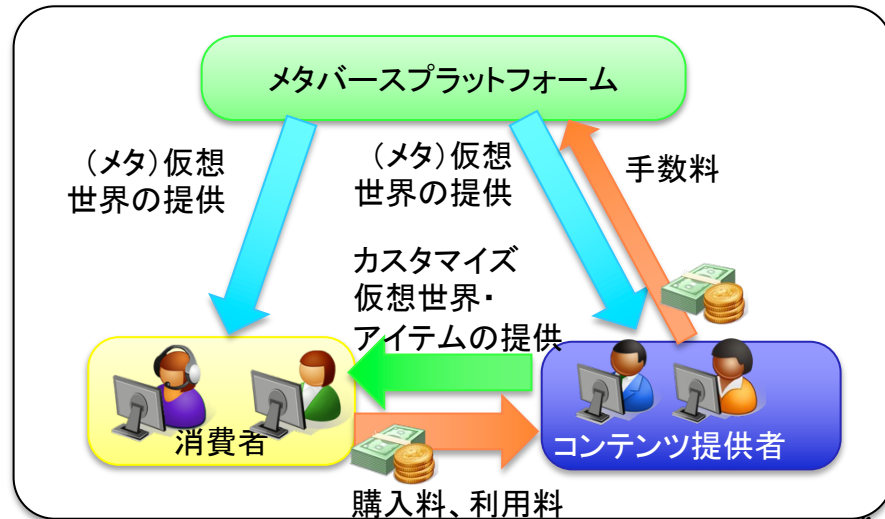 メタバースプラットフォーム
（メタ）仮想
世界の提供
（メタ）仮想
世界の提供
手数料
カスタマイズ
仮想世界・
アイテムの提供
消費者
コンテンツ提供者
購入料、利用料